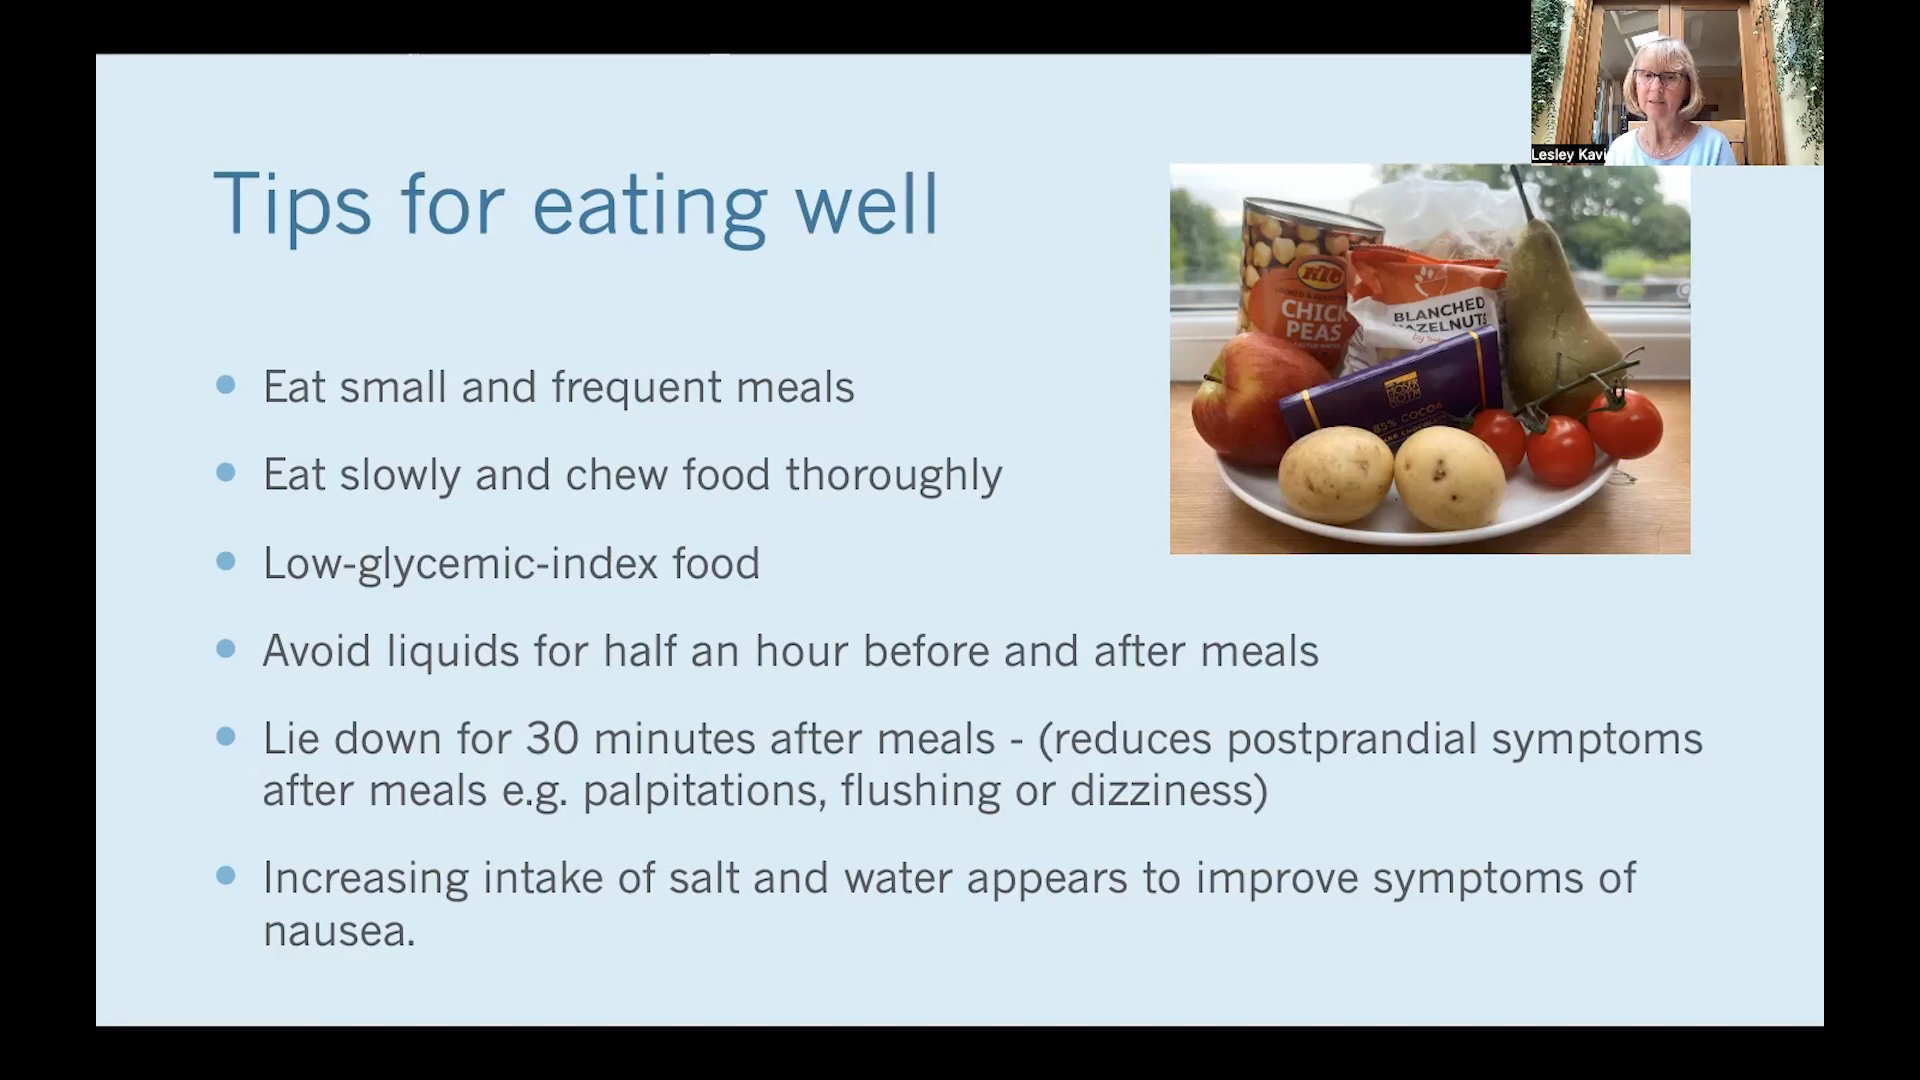 Lesley Kavi
Tips for eating well
KTC
CHICK
PEAS
BLANCHED
HAZELNUTS
MOSER
ROTH
85% COCOA
Eat small and frequent meals
Eat slowly and chew food thoroughly
Low-glycemic-index food
Avoid liquids for half an hour before and after meals
Lie down for 30 minutes after meals - (reduces postprandial symptoms
after meals e.g. palpitations, flushing or dizziness)
Increasing intake of salt and water appears to improve symptoms of
nausea.